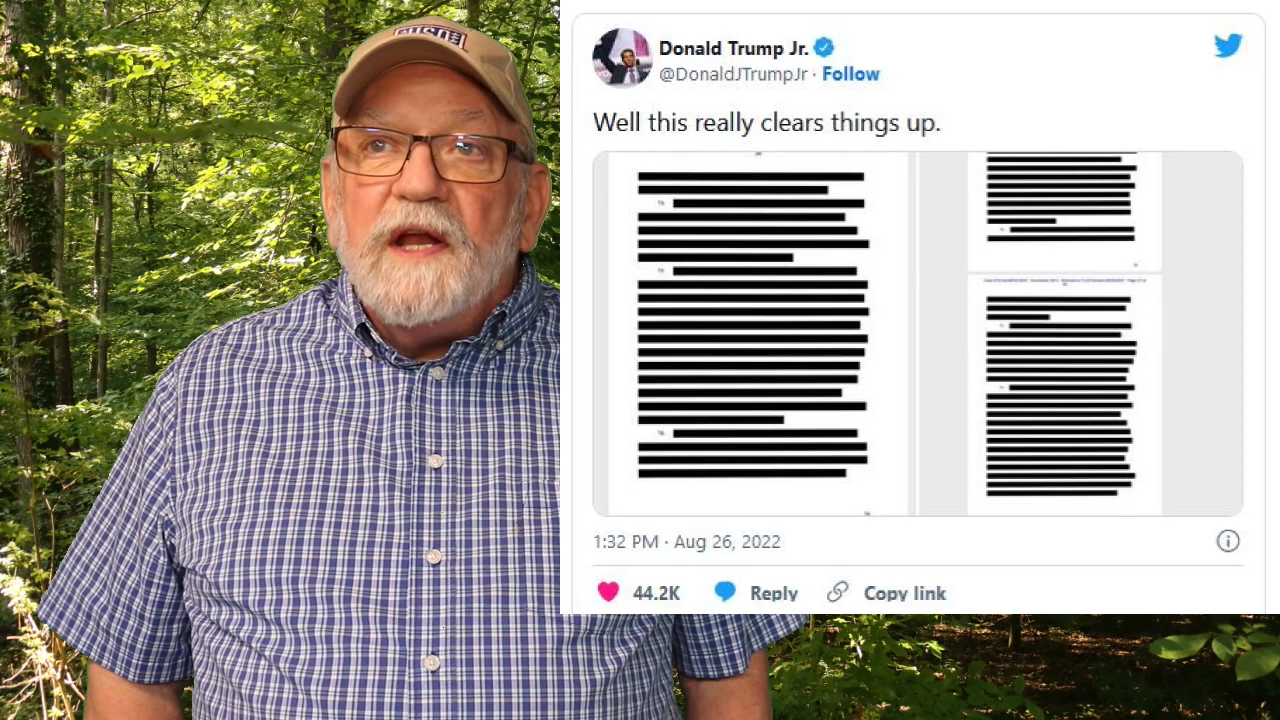 Donald Trump Jr.
@DonaldJTrumpJr · Follow
Well this really clears things up.
1:32 PM · Aug 26, 2022
44.2K Reply Copy link